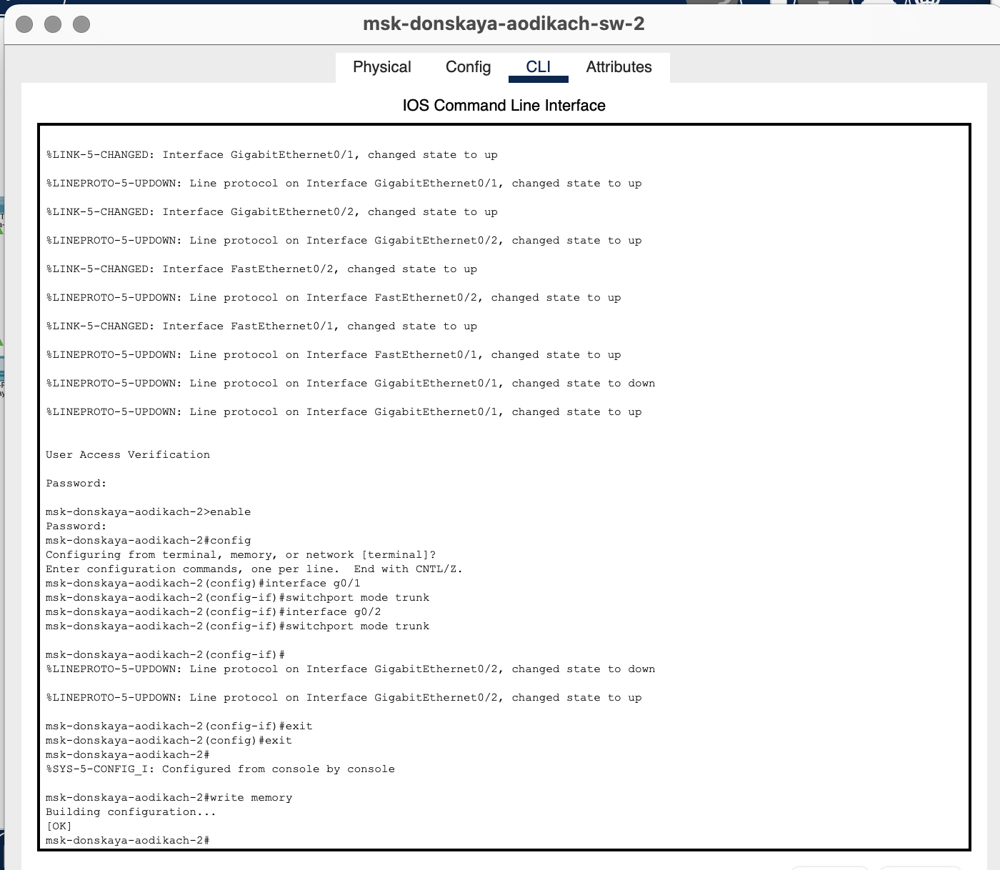 msk-donskaya-aodikach-sw-2
Physical Config CLI Attributes
IOS Command Line Interface
%LINK-5-CHANGED: Interface GigabitEthernet0/1, changed state to up
%LINEPROTO-5-UPDOWN: Line protocol on Interface GigabitEthernet0/1, changed state to up
%LINK-5-CHANGED: Interface GigabitEthernet0/2, changed state to up
%LINEPROTO-5-UPDOWN: Line protocol on Interface GigabitEthernet0/2, changed state to up
%LINK-5-CHANGED: Interface FastEthernet0/2, changed state to up
%LINEPROTO-5-UPDOWN: Line protocol on Interface FastEthernet0/2, changed state to up
%LINK-5-CHANGED: Interface FastEthernet0/1, changed state to up
%LINEPROTO-5-UPDOWN: Line protocol on Interface FastEthernet0/1, changed state to up
%LINEPROTO-5-UPDOWN: Line protocol on Interface GigabitEthernet0/1, changed state to down
%LINEPROTO-5-UPDOWN: Line protocol on Interface GigabitEthernet0/1, changed state to up
User Access Verification
Password:
msk-donskaya-aodikach-2>enable
Password:
msk-donskaya-aodikach-2#config
Configuring from terminal, memory, or network [terminal]?
Enter configuration commands, one per line.  End with CNTL/Z.
msk-donskaya-aodikach-2(config)#interface g0/1
msk-donskaya-aodikach-2(config-if)#switchport mode trunk
msk-donskaya-aodikach-2(config-if)#interface g0/2
msk-donskaya-aodikach-2(config-if)#switchport mode trunk
msk-donskaya-aodikach-2(config-if)#
%LINEPROTO-5-UPDOWN: Line protocol on Interface GigabitEthernet0/2, changed state to down
%LINEPROTO-5-UPDOWN: Line protocol on Interface GigabitEthernet0/2, changed state to up
msk-donskaya-aodikach-2(config-if)#exit
msk-donskaya-aodikach-2(config)#exit
msk-donskaya-aodikach-2#
%SYS-5-CONFIG_I: Configured from console by console
msk-donskaya-aodikach-2#write memory
Building configuration...
[OK]
msk-donskaya-aodikach-2#